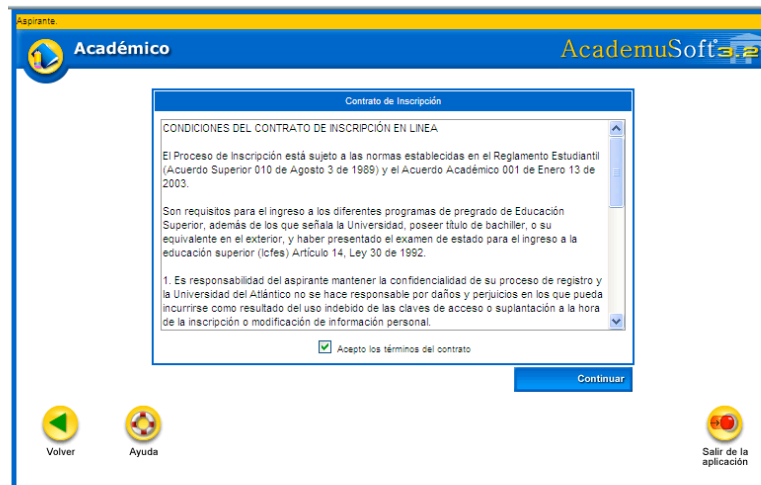 Aspirante.
Académico
AcademuSoft 3.2
Contrato de Inscripción
CONDICIONES DEL CONTRATO DE INSCRIPCIÓN EN LINEA
El Proceso de Inscripción está sujeto a las normas establecidas en el Reglamento Estudiantil
(Acuerdo Superior 010 de Agosto 3 de 1989) y el Acuerdo Académico 001 de Enero 13 de
2003.
Son requisitos para el ingreso a los diferentes programas de pregrado de Educación
Superior, además de los que señala la Universidad, poseer título de bachiller, o su
equivalente en el exterior, y haber presentado el examen de estado para el ingreso a la
educación superior (Icfes) Artículo 14, Ley 30 de 1992.
1. Es responsabilidad del aspirante mantener la confidencialidad de su proceso de registro y
la Universidad del Atlántico no se hace responsable por daños y perjuicios en los que pueda
incurrirse como resultado del uso indebido de las claves de acceso o suplantación a la hora
de la inscripción o modificación de información personal.
Acepto los términos del contrato
Continuar
Volver
Ayuda
Salir de la
aplicación